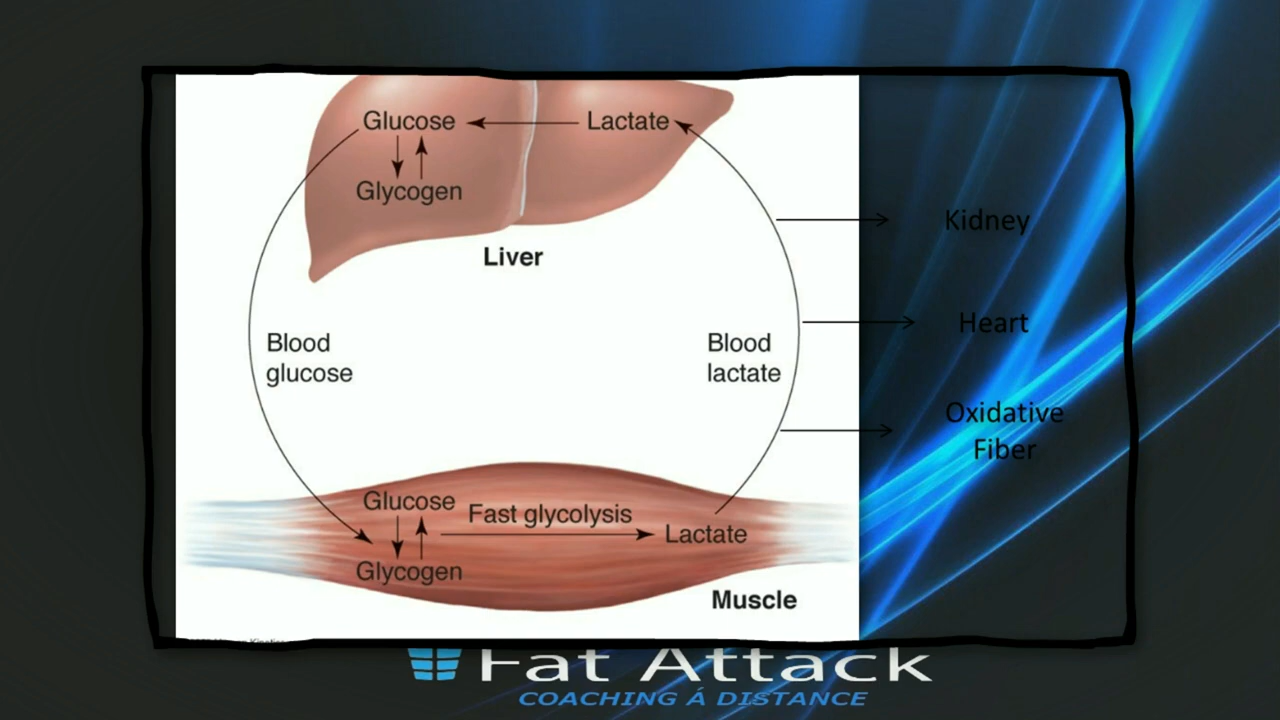 Glucose
Lactate
Glycogen
Liver
Kidney
Heart
Blood
glucose
Blood
lactate
Oxidative
Fiber
Glucose
Fast glycolysis
Lactate
Glycogen
Muscle
Fat Attack
COACHING Á DISTANCE